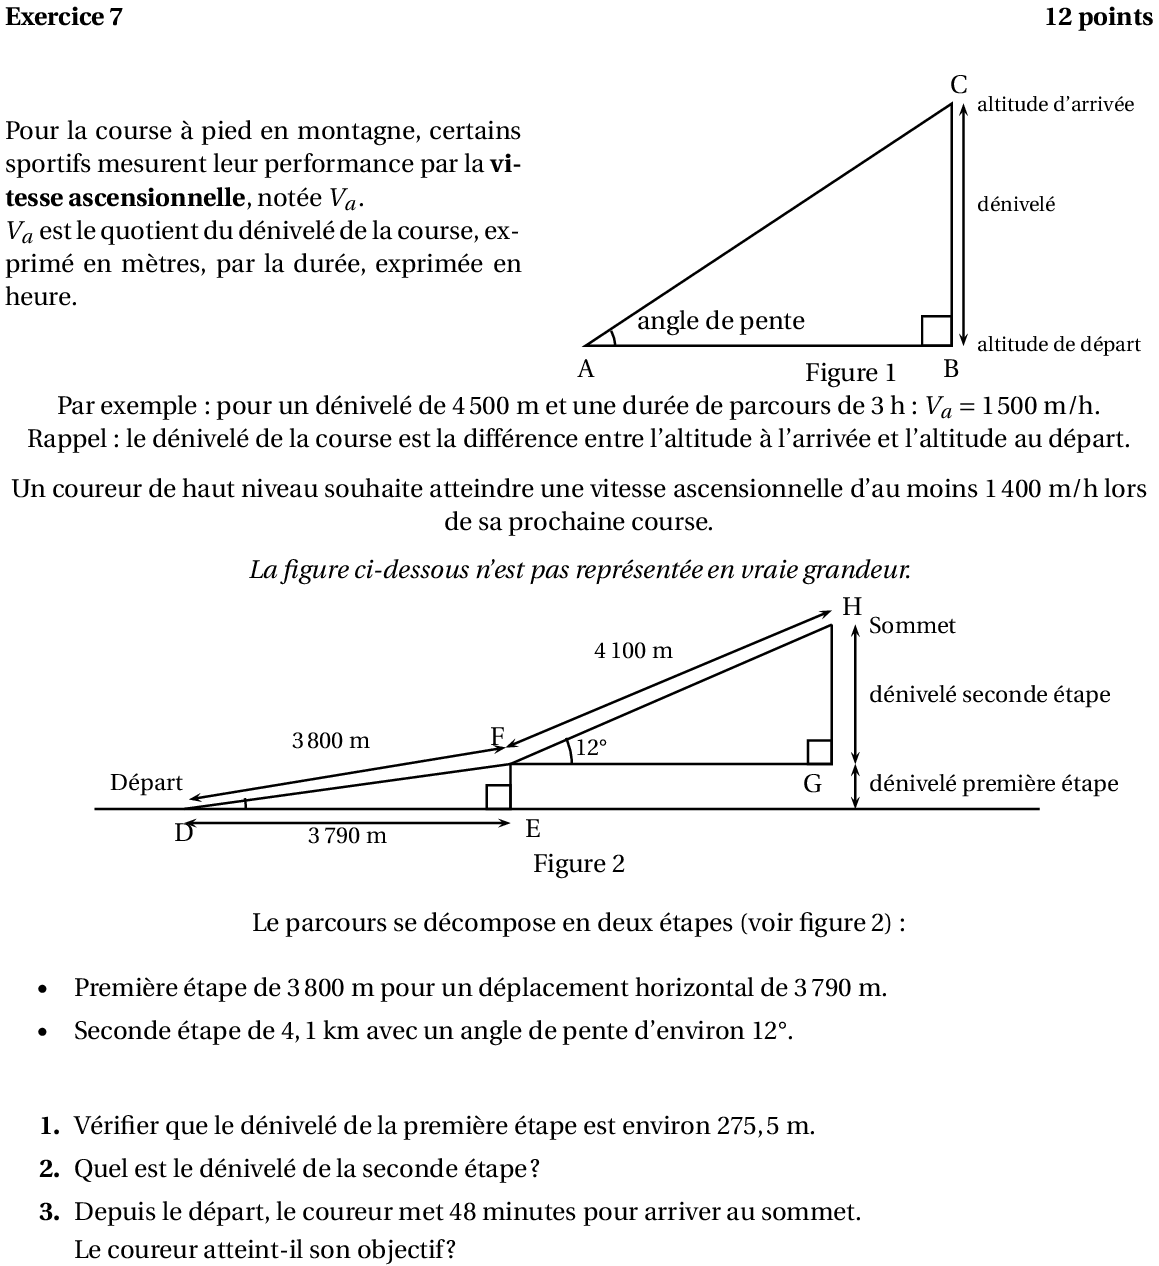 Exercice 7 12 points
C
altitude d'arrivée
Pour la course à pied en montagne, certains
sportifs mesurent leur performance par la vi-
tesse ascensionnelle, notée Va.
Va est le quotient du dénivelé de la course, ex-
primé en mètres, par la durée, exprimée en
heure.
dénivelé
angle de pente
altitude de départ
A
B
Figure 1
Par exemple : pour un dénivelé de 4 500 m et une durée de parcours de 3 h : Va = 1 500 m/h.
Rappel : le dénivelé de la course est la différence entre l'altitude à l'arrivée et l'altitude au départ.
Un coureur de haut niveau souhaite atteindre une vitesse ascensionnelle d'au moins 1 400 m/h lors
de sa prochaine course.
La figure ci-dessous n'est pas représentée en vraie grandeur.
H
Sommet
4 100 m
dénivelé seconde étape
F
3 800 m
12°
Départ
G
dénivelé première étape
D
3 790 m
E
Figure 2
Le parcours se décompose en deux étapes (voir figure 2) :
• Première étape de 3 800 m pour un déplacement horizontal de 3 790 m.
• Seconde étape de 4, 1 km avec un angle de pente d'environ 12°.
1. Vérifier que le dénivelé de la première étape est environ 275,5 m.
2. Quel est le dénivelé de la seconde étape ?
3. Depuis le départ, le coureur met 48 minutes pour arriver au sommet.
Le coureur atteint-il son objectif ?